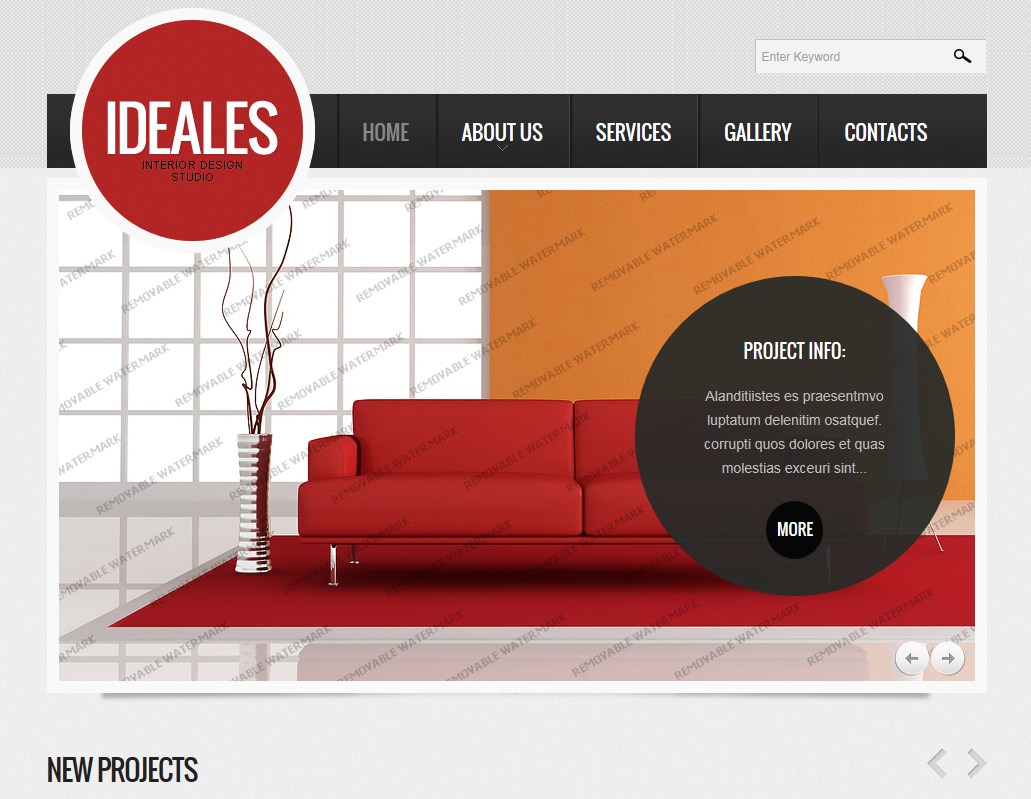 Enter Keyword
IDEALES
INTERIOR DESIGN
STUDIO
HOME
ABOUT US
SERVICES
GALLERY
CONTACTS
REMOVABLE WATERMARK
PROJECT INFO:
Alanditiistes es praesentmvo
luptatum delenitim osatquef.
corrupti quos dolores et quas
molestias exceuri sint...
MORE
NEW PROJECTS